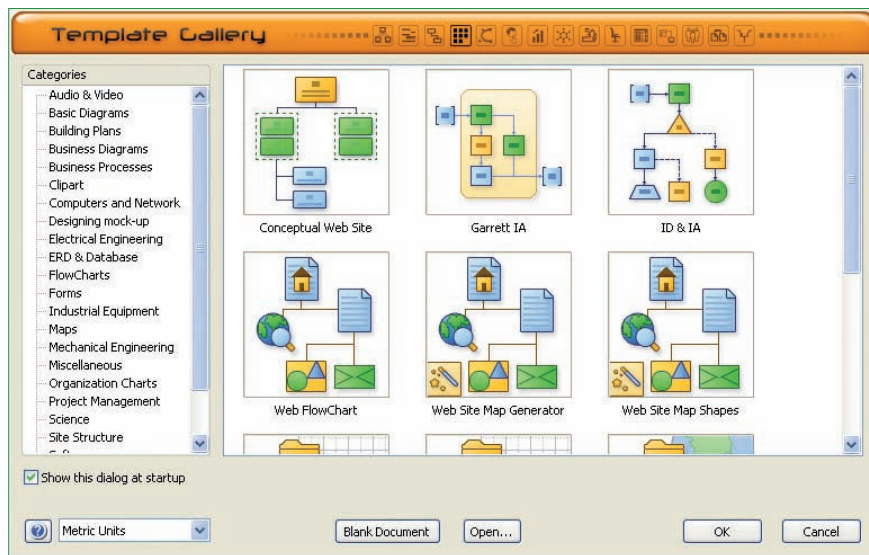 Template Gallery
Categories
Audio & Video
Basic Diagrams
Building Plans
Business Diagrams
Business Processes
Clipart
Computers and Network
Designing mock-up
Electrical Engineering
ERD & Database
FlowCharts
Forms
Industrial Equipment
Maps
Mechanical Engineering
Miscellaneous
Organization Charts
Project Management
Science
Site Structure
Conceptual Web Site
Garrett IA
ID & IA
Web FlowChart
Web Site Map Generator
Web Site Map Shapes
Show this dialog at startup
Metric Units
Blank Document
Open...
OK
Cancel